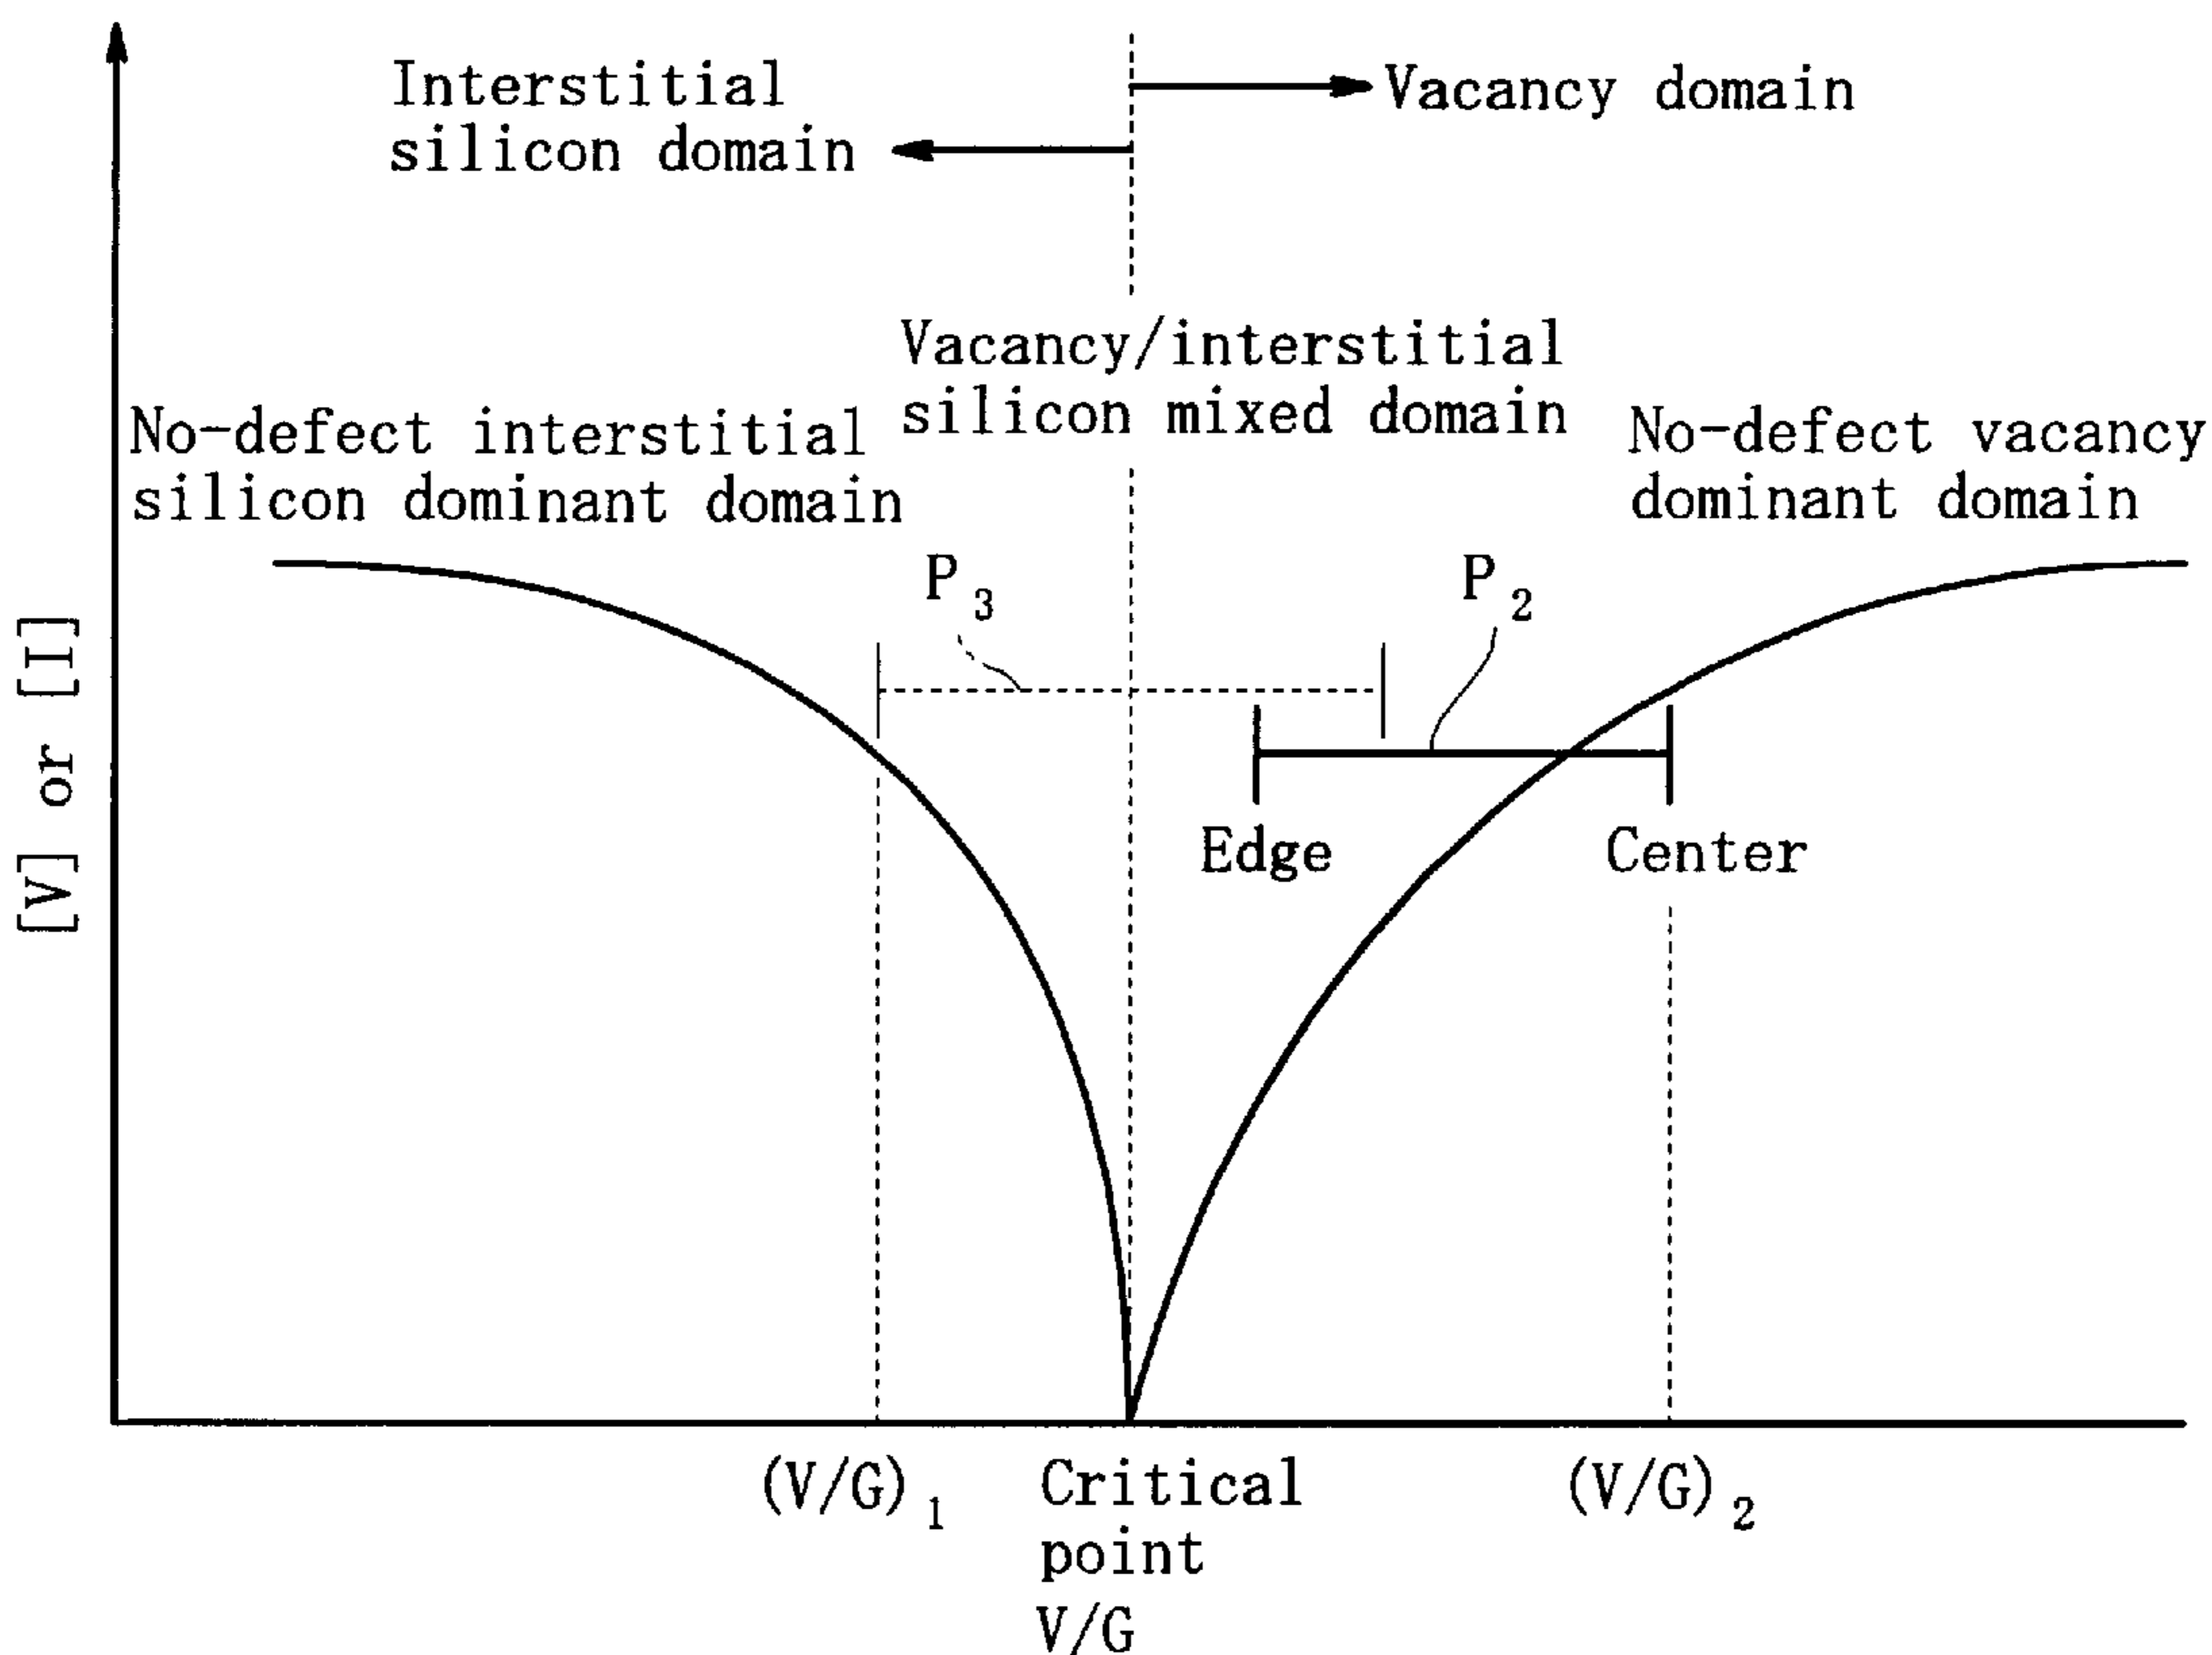 Interstitial
silicon domain
Vacancy domain
Vacancy/interstitial
silicon mixed domain
No-defect interstitial
silicon dominant domain
No-defect vacancy
dominant domain
P3
P2
Edge
Center
[V] or [I]
(V/G)1
Critical
point
(V/G)2
V/G